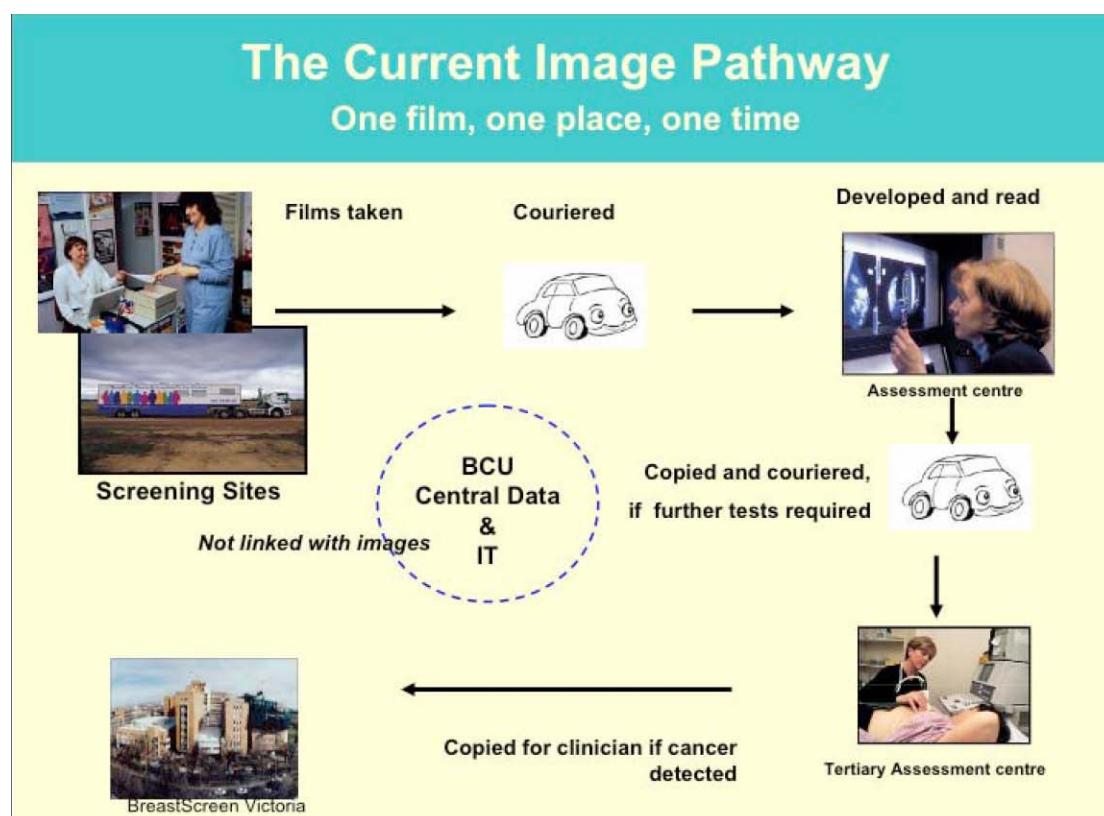 The Current Image Pathway
One film, one place, one time
Films taken
Couriered
Developed and read
Assessment centre
Screening Sites
BCU
Central Data
&
IT
Not linked with images
Copied and couriered,
if further tests required
Tertiary Assessment centre
Copied for clinician if cancer
detected
BreastScreen Victoria